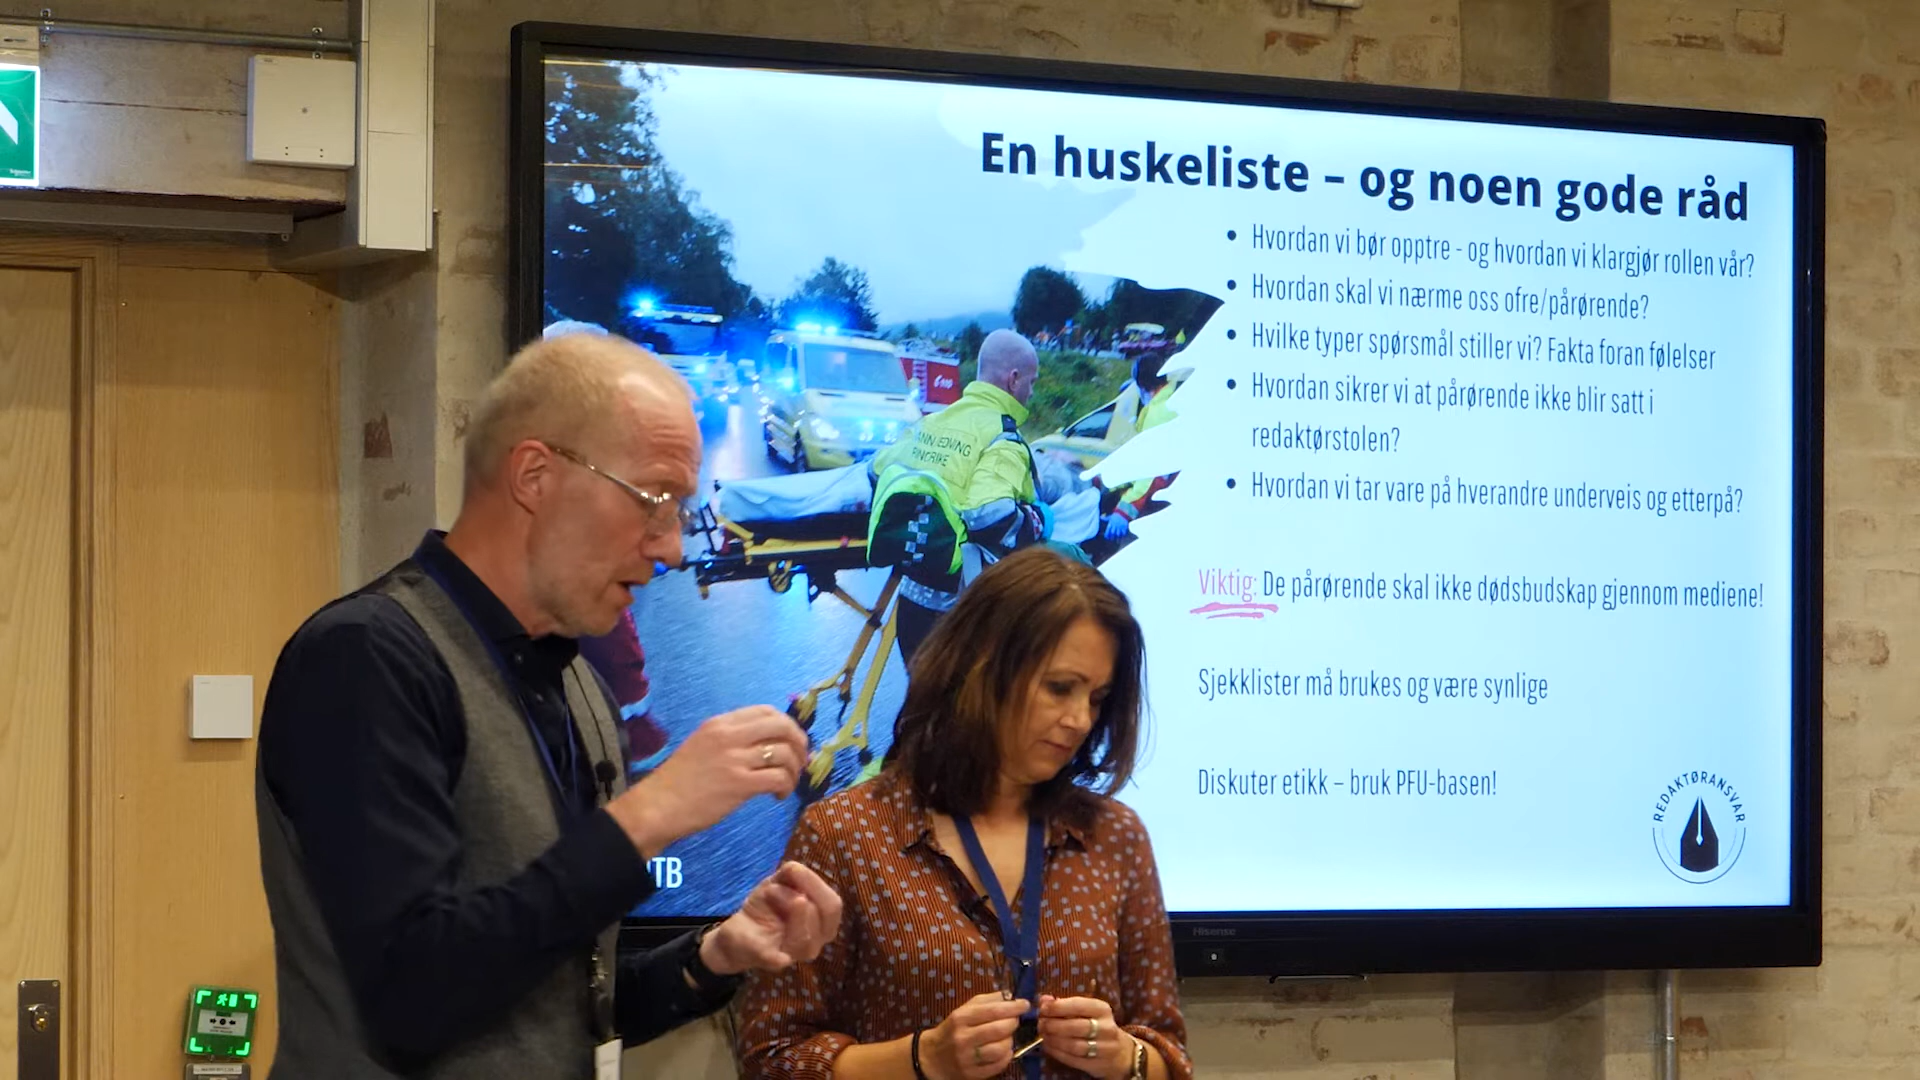 En huskeliste – og noen gode råd
• Hvordan vi bør opptre - og hvordan vi klargjør rollen vår?
• Hvordan skal vi nærme oss ofre/pårørende?
• Hvilke typer spørsmål stiller vi? Fakta foran følelser
• Hvordan sikrer vi at pårørende ikke blir satt i
redaktørstolen?
• Hvordan vi tar vare på hverandre underveis og etterpå?
Viktig: De pårørende skal ikke dødsbudskap gjennom mediene!
Sjekklister må brukes og være synlige
Diskuter etikk – bruk PFU-basen!
REDAKTØRANSVAR
Hisense